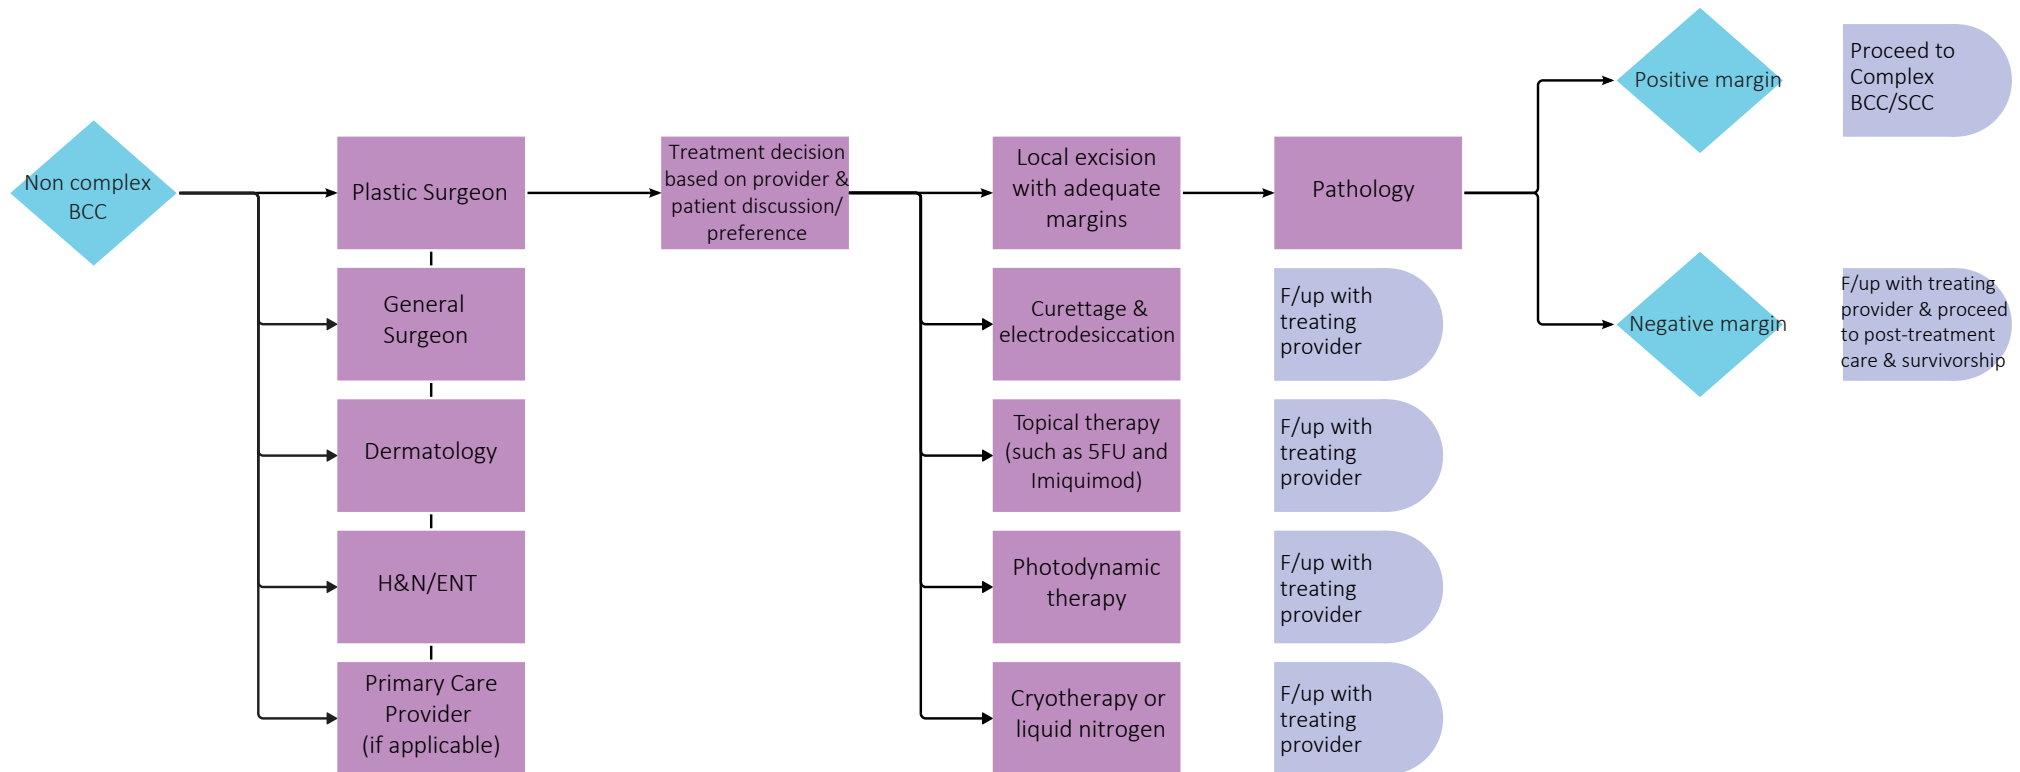 Non complex
BCC
Plastic Surgeon
General
Surgeon
Dermatology
H&N/ENT
Primary Care
Provider
(if applicable)
Treatment decision
based on provider &
patient discussion/
preference
Local excision
with adequate
margins
Curettage &
electrodesiccation
Topical therapy
(such as 5FU and
Imiquimod)
Photodynamic
therapy
Cryotherapy or
liquid nitrogen
Pathology
F/up with
treating
provider
F/up with
treating
provider
F/up with
treating
provider
F/up with
treating
provider
Positive margin
Negative margin
Proceed to
Complex
BCC/SCC
F/up with treating
provider & proceed
to post-treatment
care & survivorship